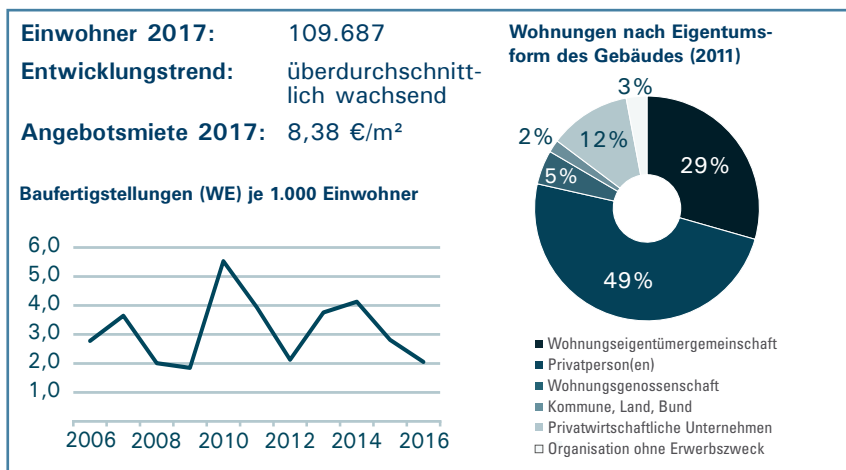 Einwohner 2017: 109.687
Entwicklungstrend: überdurchschnitt-
lich wachsend
Angebotsmiete 2017: 8,38 €/m²
Baufertigstellungen (WE) je 1.000 Einwohner
6,0
5,0
4,0
3,0
2,0
1,0
2006 2008 2010 2012 2014 2016
Wohnungen nach Eigentums-
form des Gebäudes (2011)
3%
2% 12%
29%
5%
49%
Wohnungseigentümergemeinschaft
Privatperson(en)
Wohnungsgenossenschaft
Kommune, Land, Bund
Privatwirtschaftliche Unternehmen
Organisation ohne Erwerbszweck